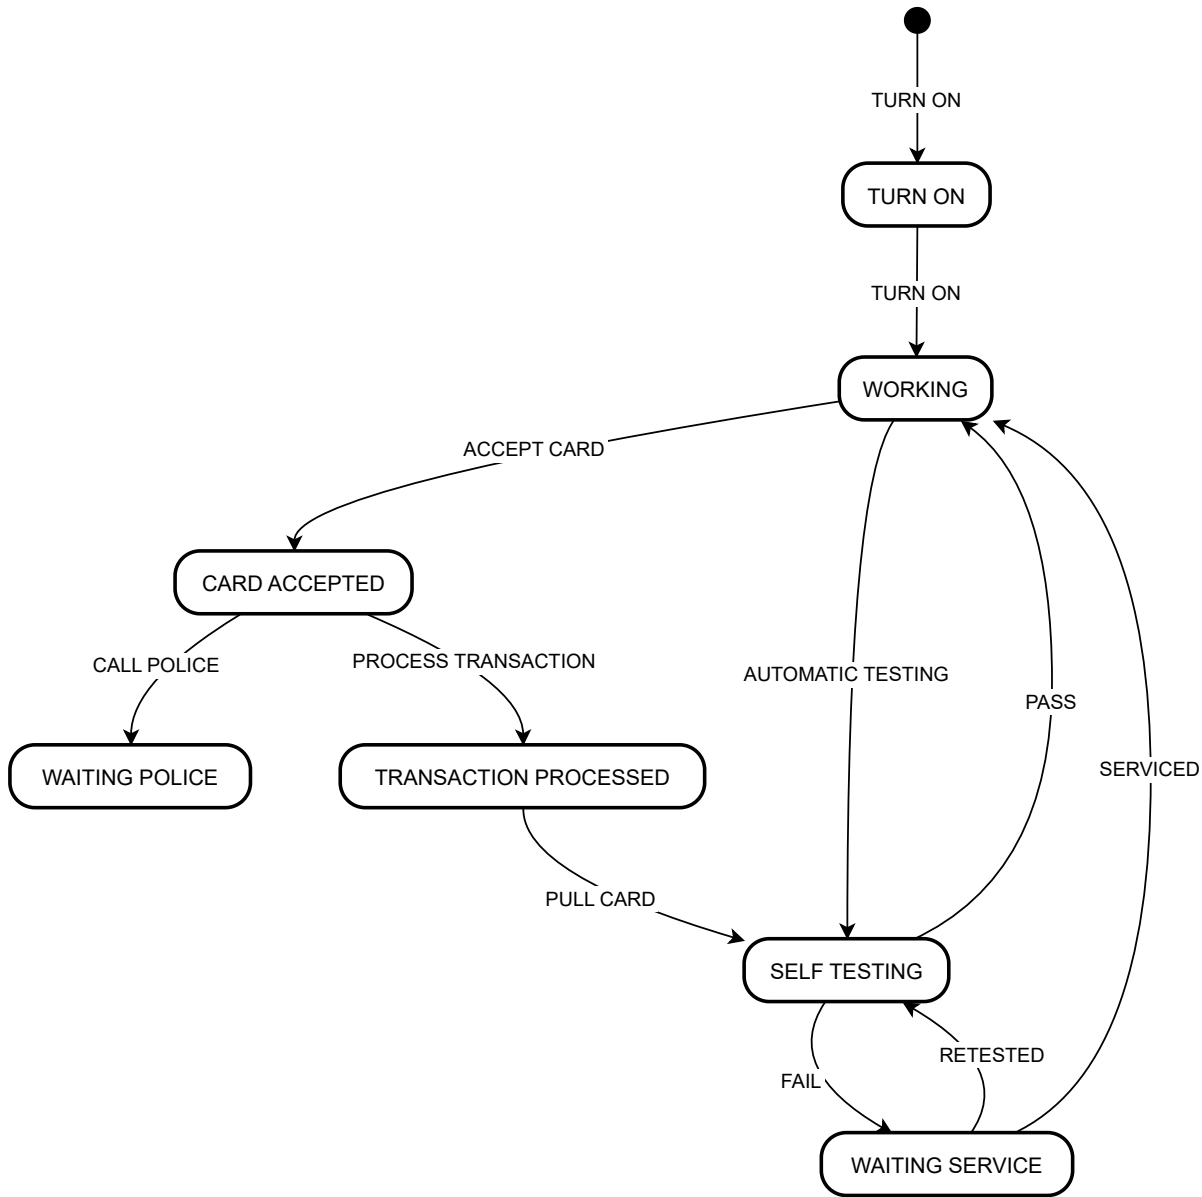 TURN ON
TURN ON
TURN ON
WORKING
ACCEPT CARD
CARD ACCEPTED
CALL POLICE
PROCESS TRANSACTION
AUTOMATIC TESTING
PASS
SERVICED
WAITING POLICE
TRANSACTION PROCESSED
PULL CARD
SELF TESTING
RETESTED
FAIL
WAITING SERVICE